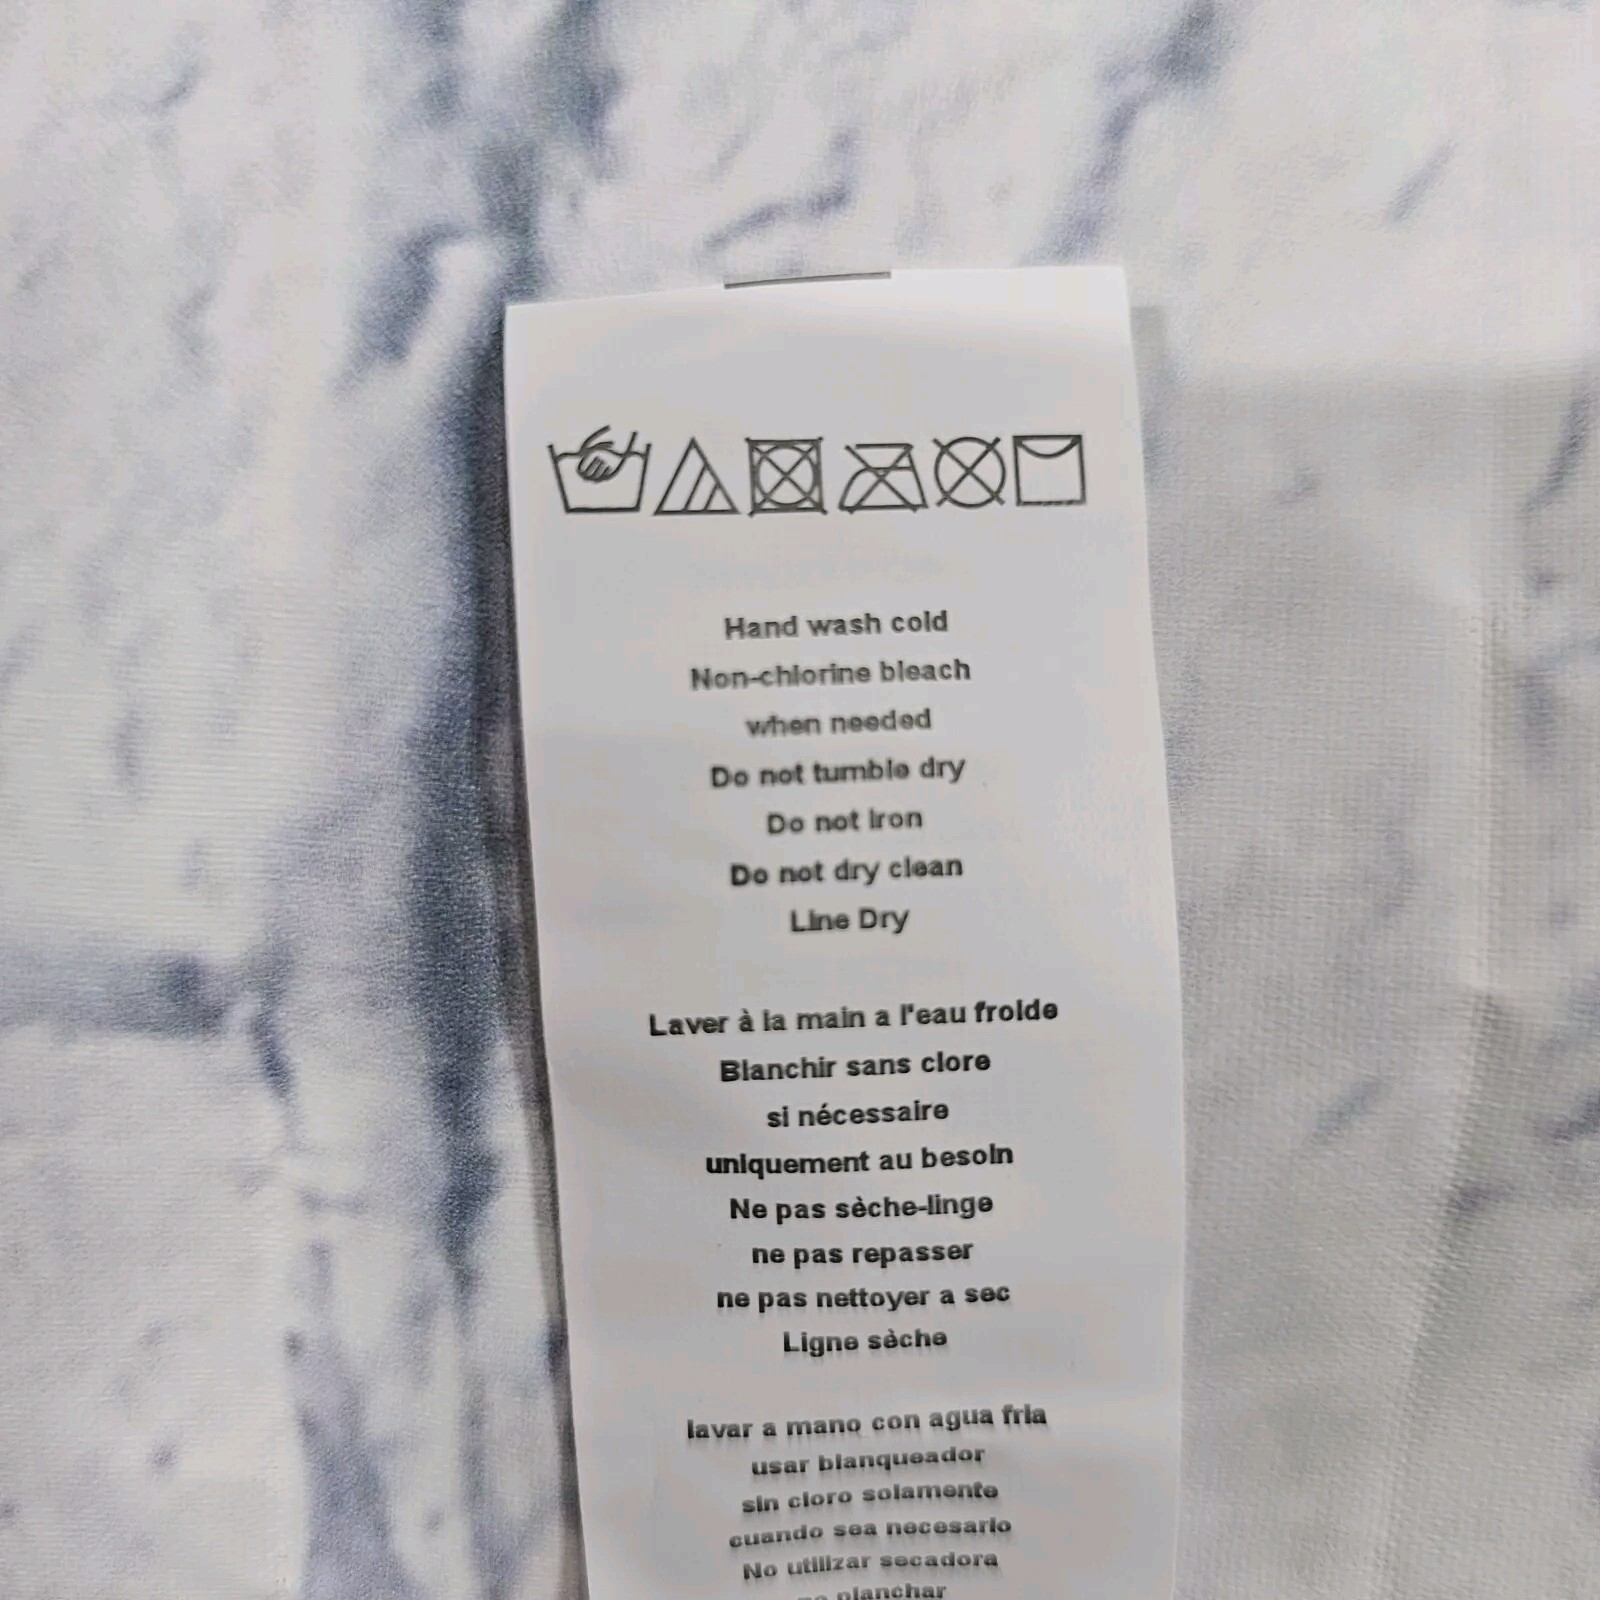 Hand wash cold
Non-chlorine bleach
when needed
Do not tumble dry
Do not Iron
Do not dry clean
Line Dry
Laver à la main a l'eau froide
Blanchir sans clore
si nécessaire
uniquement au besoin
Ne pas sèche-linge
ne pas repasser
ne pas nettoyer a sec
Ligne sèche
lavar a mano con agua fria
usar blanqueador
sin cloro solamente
cuando sea necesario
No utilizar secadora
no planchar